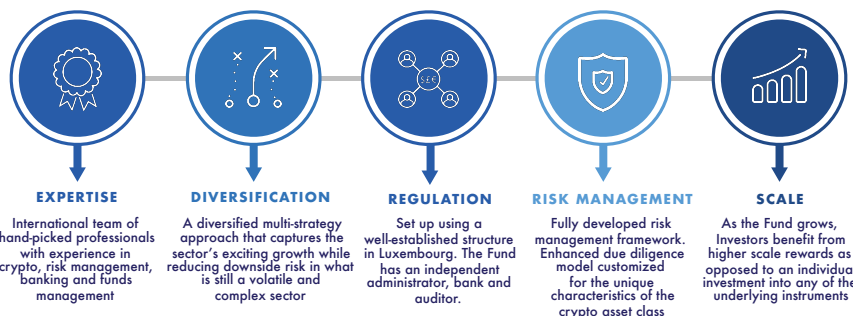 S£€
EXPERTISE
International team of
hand-picked professionals
with experience in
crypto, risk management,
banking and funds
management
DIVERSIFICATION
A diversified multi-strategy
approach that captures the
sector's exciting growth while
reducing downside risk in what
is still a volatile and
complex sector
REGULATION
Set up using a
well-established structure
in Luxembourg. The Fund
has an independent
administrator, bank and
auditor.
RISK MANAGEMENT
Fully developed risk
management framework.
Enhanced due diligence
model customized
for the unique
characteristics of the
crypto asset class
SCALE
As the Fund grows,
Investors benefit from
higher scale rewards as
opposed to an individual
investment into any of the
underlying instruments